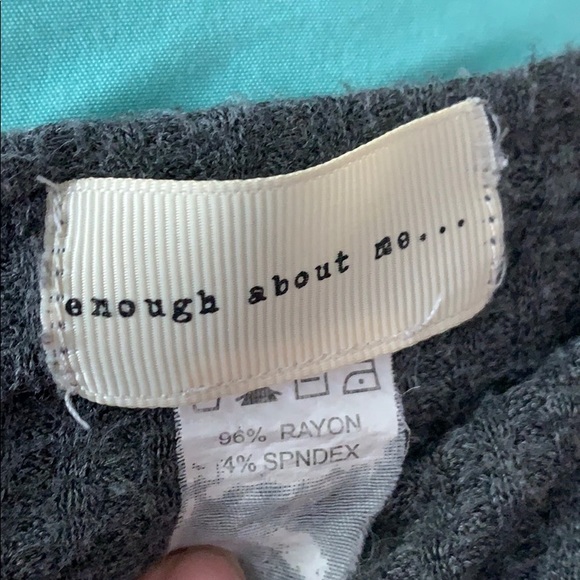 enough about me...
96% RAYON
4% SPNDEX